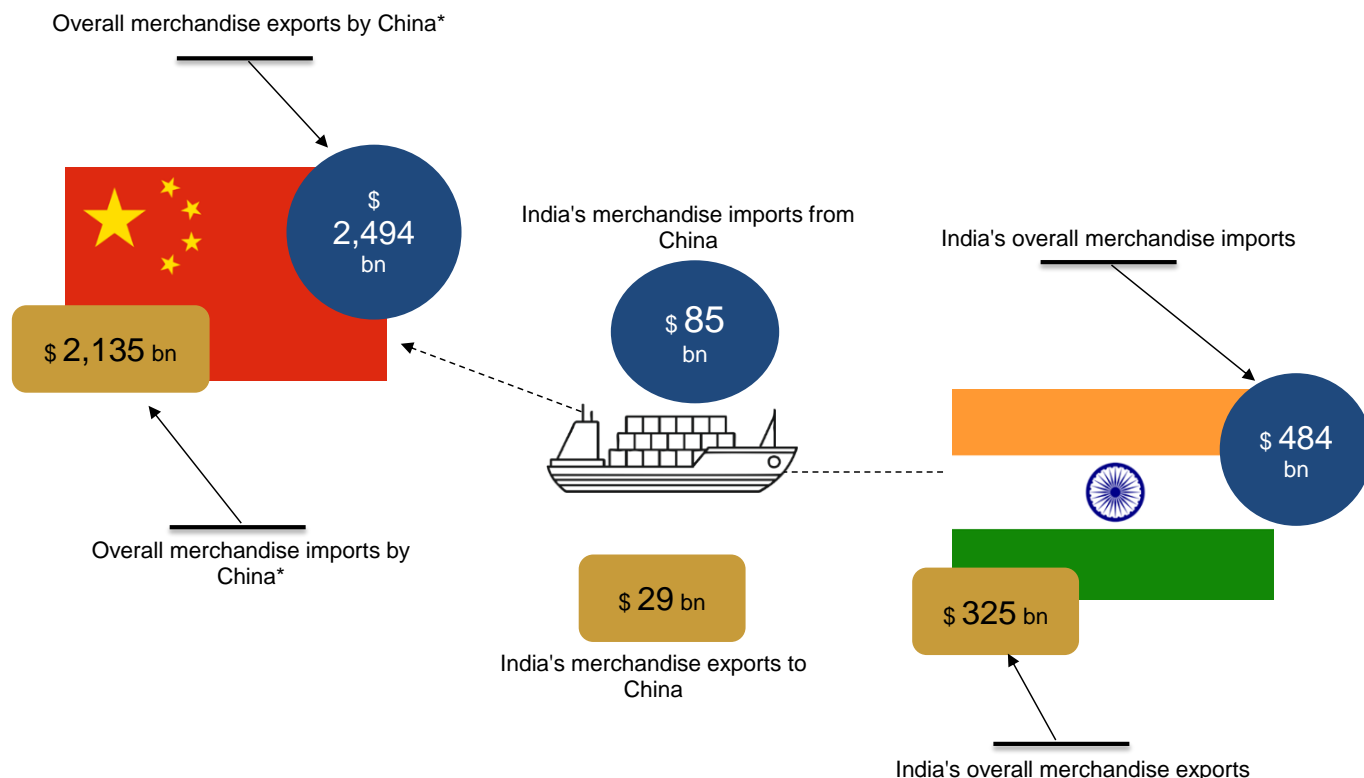 Overall merchandise exports by China*
$
2,494
bn
$ 2,135 bn
Overall merchandise imports by
China*
India's merchandise imports from
China
$ 85
bn
$ 29 bn
India's merchandise exports to
China
India's overall merchandise imports
$ 484
bn
$ 325 bn
India's overall merchandise exports